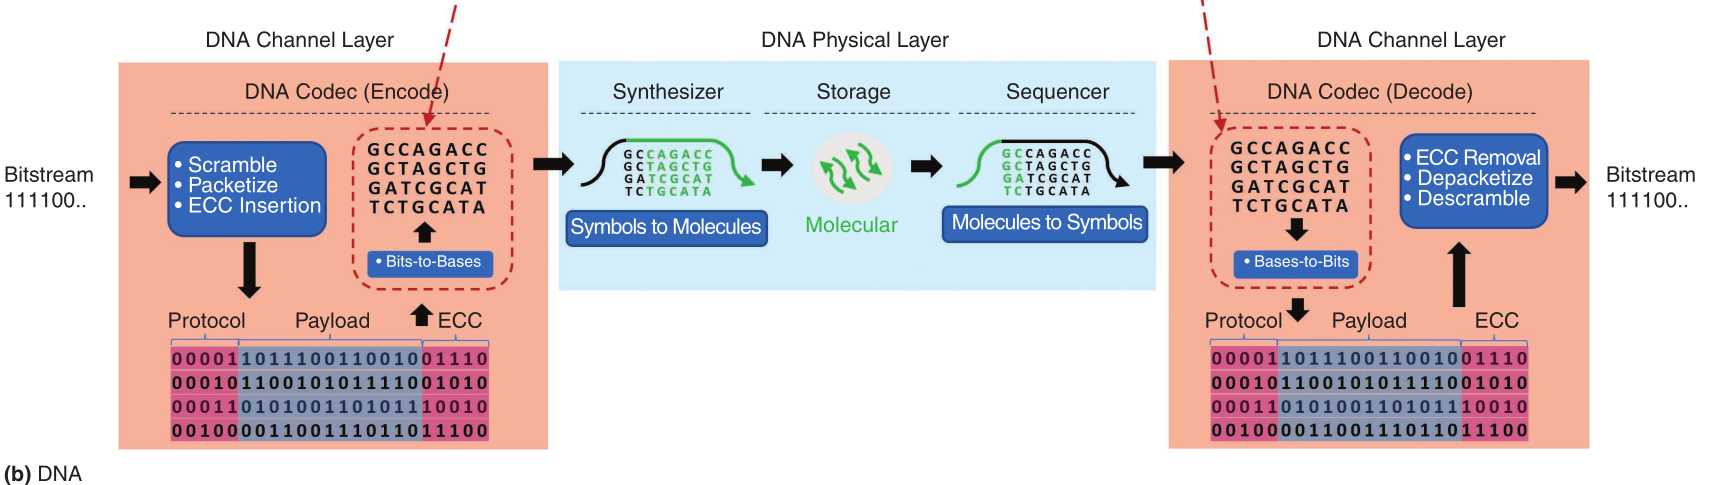 DNA Channel Layer
DNA Codec (Encode)
Bitstream
111100..
• Scramble
• Packetize
• ECC Insertion
GCCAGACC
GCTAGCTG
GATCGCAT
TCTGCATA
• Bits-to-Bases
Protocol Payload ECC
00001 1011100110010 01110
00010 1100101011110 01010
00011 0101001101011 10010
00100 0011001110110 11100
DNA Physical Layer
Synthesizer
GCCAGACC
GCTAGCTG
GATCGCAT
TCTGCATA
Symbols to Molecules
Storage
Molecular
Sequencer
GCCAGACC
GCTAGCTG
GATCGCAT
TCTGCATA
Molecules to Symbols
DNA Channel Layer
DNA Codec (Decode)
GCCAGACC
GCTAGCTG
GATCGCAT
TCTGCATA
• Bases-to-Bits
• ECC Removal
• Depacketize
• Descramble
Protocol Payload ECC
00001 1011100110010 01110
00010 1100101011110 01010
00011 0101001101011 10010
00100 0011001110110 11100
Bitstream
111100..
(b) DNA